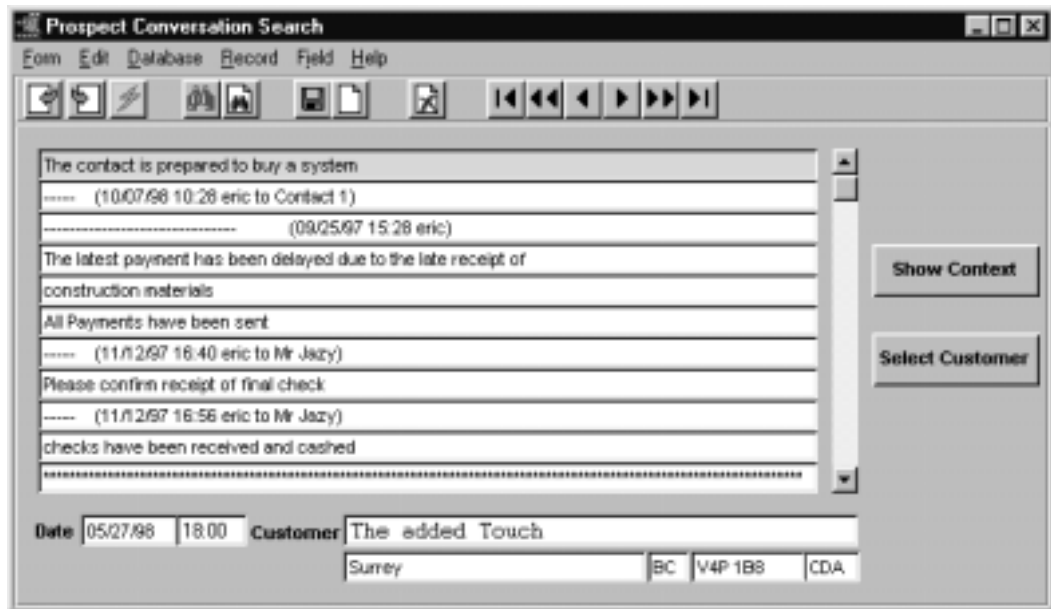 Prospect Conversation Search
Form Edit Database Record Field Help
The contact is prepared to buy a system
----- (10/07/98 10:28 eric to Contact 1)
--------------------------------- (09/25/97 15:28 eric)
The latest payment has been delayed due to the late receipt of
construction materials
All Payments have been sent
----- (11/12/97 16:40 eric to Mr Jazy)
Please confirm receipt of final check
----- (11/12/97 16:56 eric to Mr Jazy)
checks have been received and cashed
Show Context
Select Customer
Date 05/27/98 18:00 Customer The added Touch
Surrey BC V4P 1B8 CDA